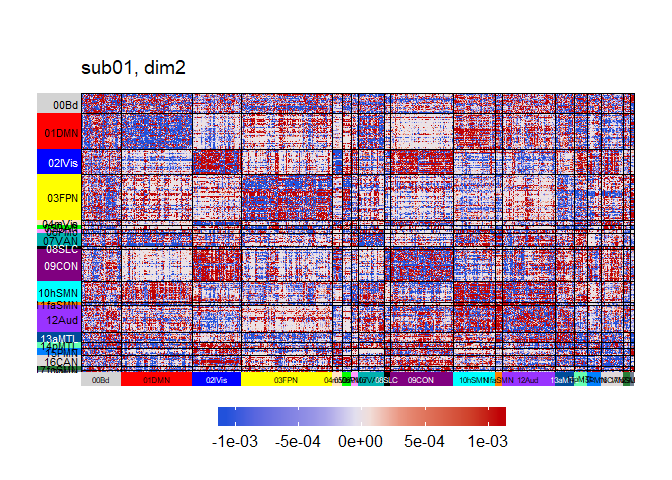 sub01, dim2
00Bd
01DMN
02lVis
03FPN
07VAN
08SLC
09CON
10hSMN
11faSMN
12Aud
13aMTL
15PMN
16CAN
00Bd
01DMN
02lVis
03FPN
09CON
10hSMN
12Aud
-1e-03
-5e-04
0e+00
5e-04
1e-03